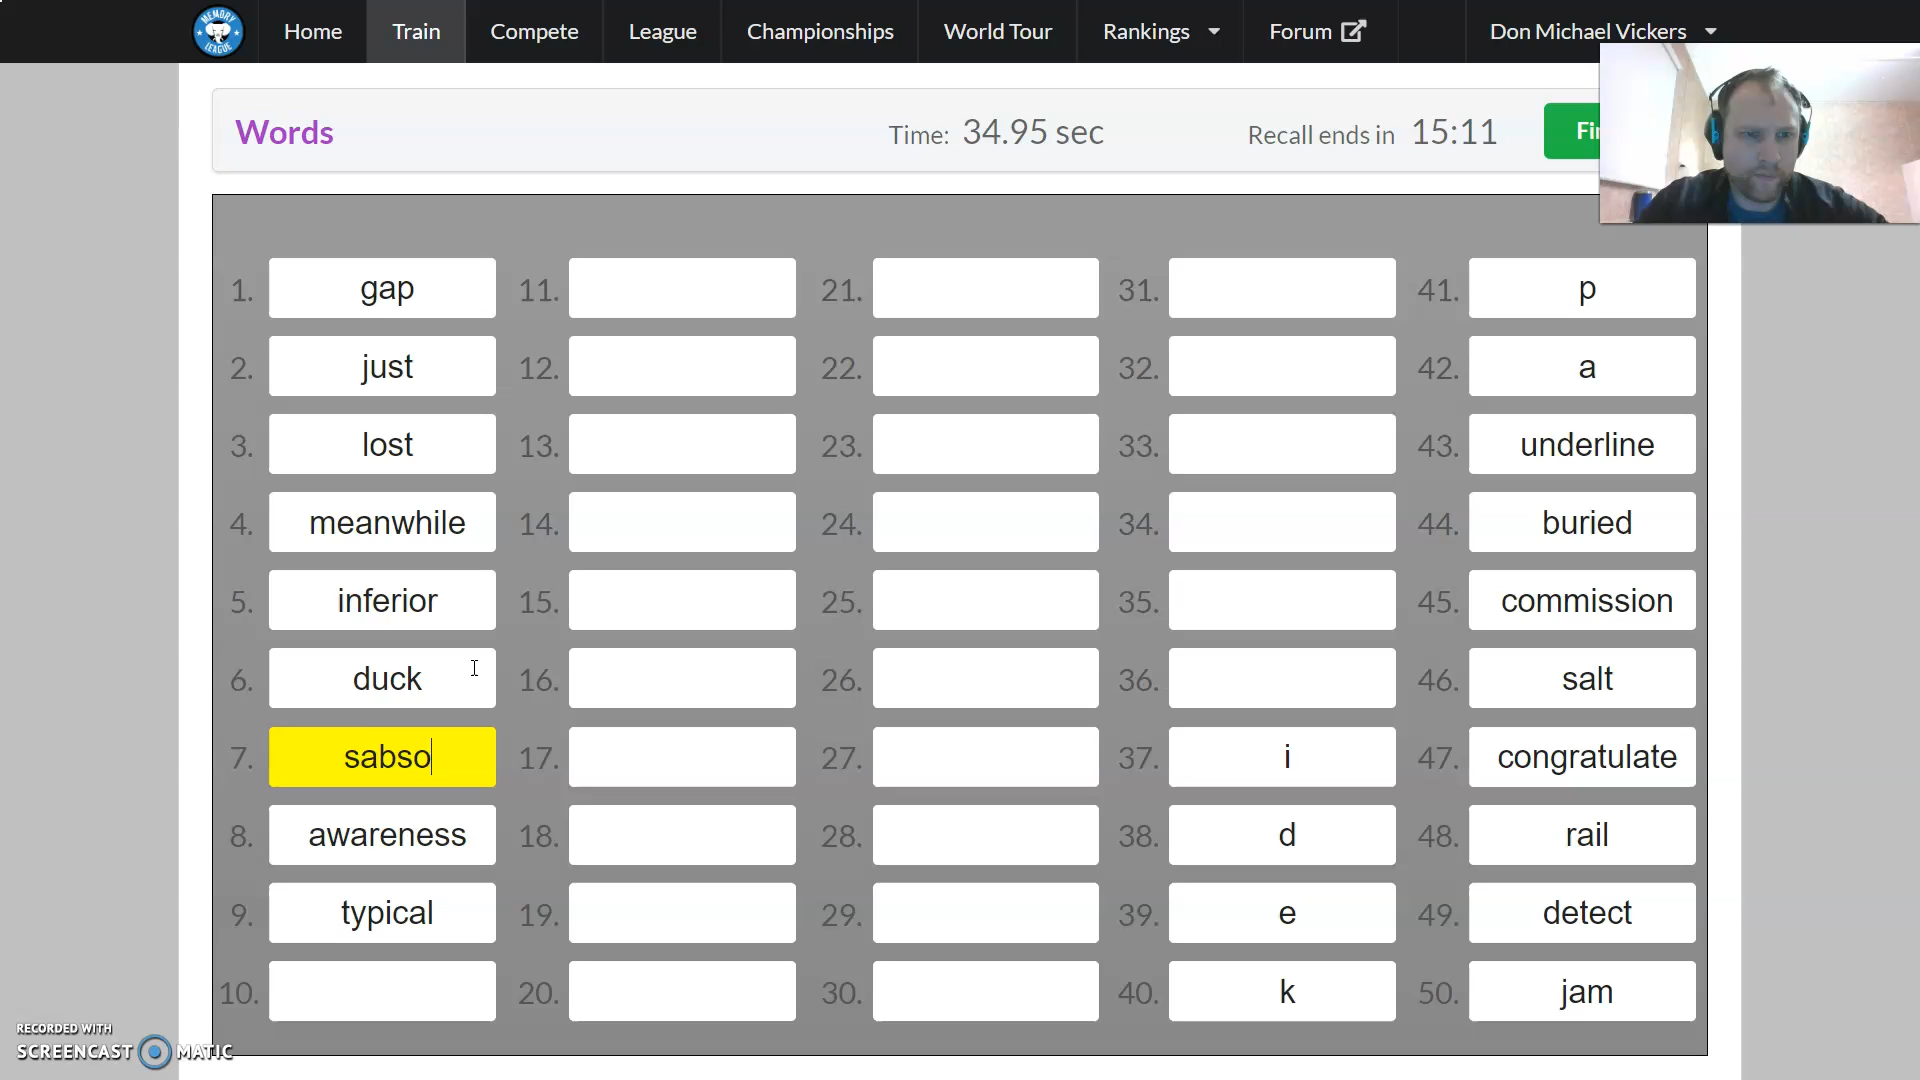 MEMORY LEAGUE
Home Train Compete League Championships World Tour Rankings Forum Don Michael Vickers
Words Time: 34.95 sec Recall ends in 15:11
1. gap 11. 21. 31. 41. p
2. just 12. 22. 32. 42. a
3. lost 13. 23. 33. 43. underline
4. meanwhile 14. 24. 34. 44. buried
5. inferior 15. 25. 35. 45. commission
6. duck 16. 26. 36. 46. salt
7. sabso 17. 27. 37. i 47. congratulate
8. awareness 18. 28. 38. d 48. rail
9. typical 19. 29. 39. e 49. detect
10. 20. 30. 40. k 50. jam
RECORDED WITH
SCREENCAST MATIC